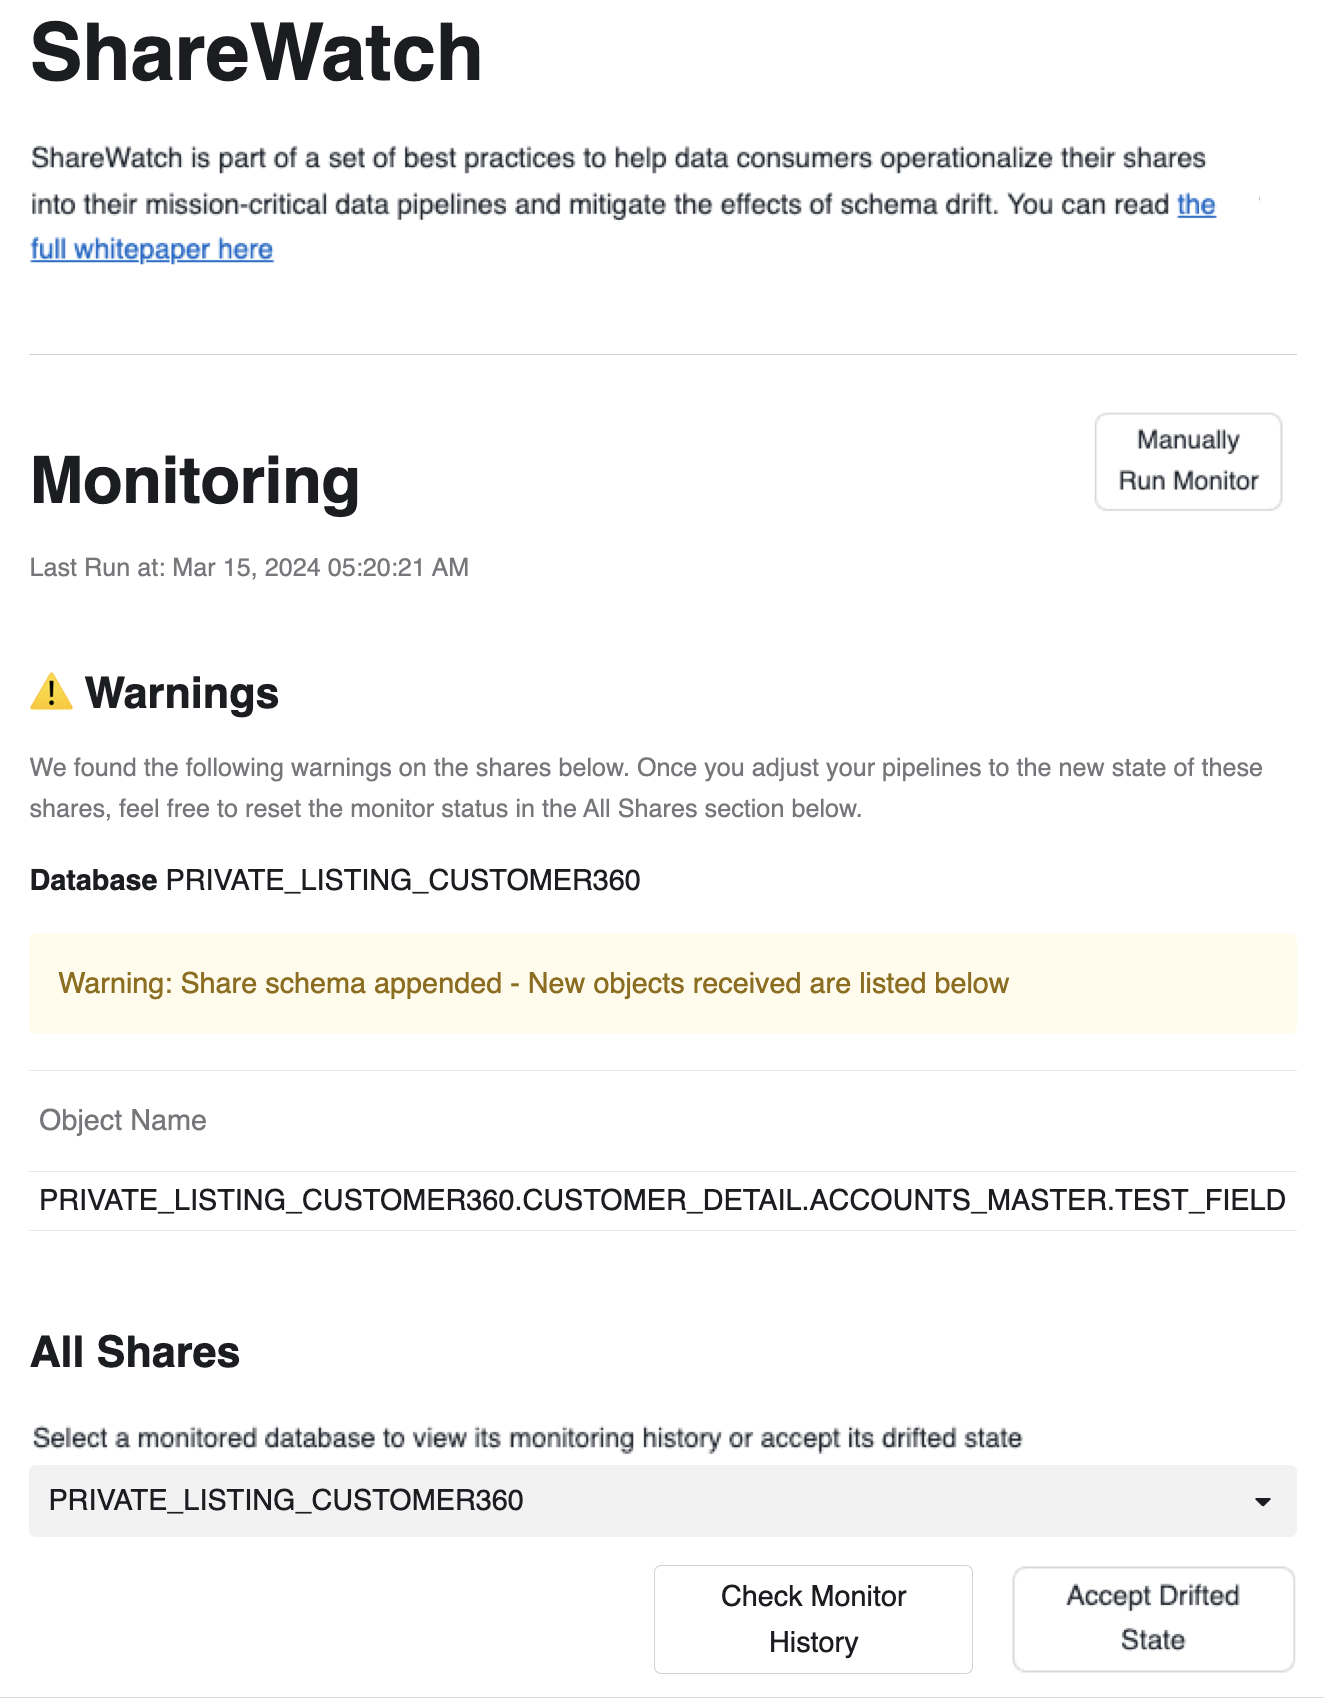 ShareWatch
ShareWatch is part of a set of best practices to help data consumers operationalize their shares
into their mission-critical data pipelines and mitigate the effects of schema drift. You can read the
full whitepaper here
Manually
Run Monitor
Monitoring
Last Run at: Mar 15, 2024 05:20:21 AM
Warnings
We found the following warnings on the shares below. Once you adjust your pipelines to the new state of these
shares, feel free to reset the monitor status in the All Shares section below.
Database PRIVATE_LISTING_CUSTOMER360
Warning: Share schema appended - New objects received are listed below
Object Name
PRIVATE_LISTING_CUSTOMER360.CUSTOMER_DETAIL.ACCOUNTS_MASTER.TEST_FIELD
All Shares
Select a monitored database to view its monitoring history or accept its drifted state
PRIVATE_LISTING_CUSTOMER360
Check Monitor
History
Accept Drifted
State